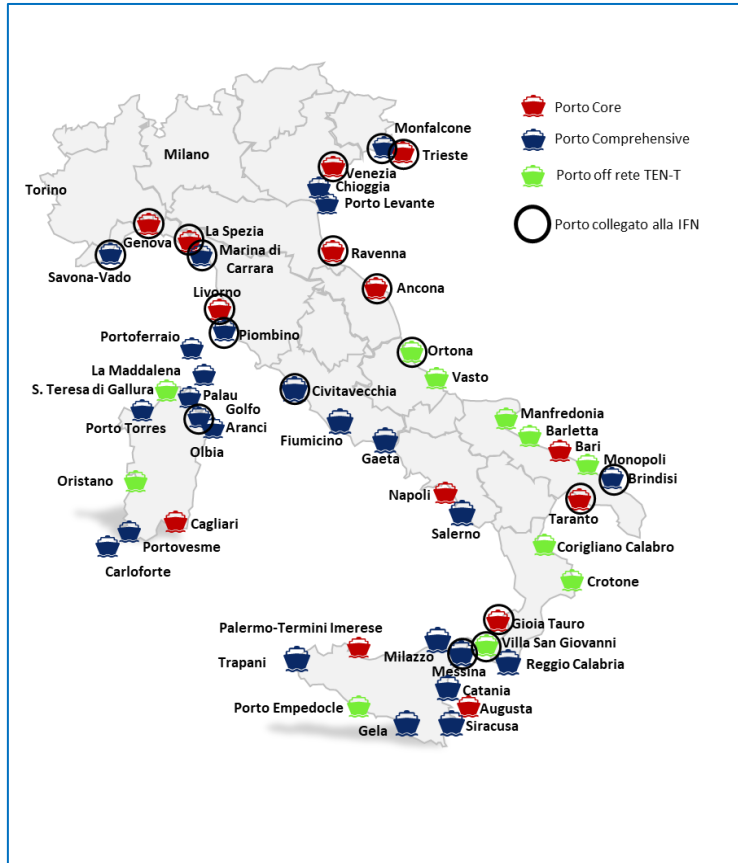 Porto Core
Porto Comprehensive
Porto off rete TEN-T
Porto collegato alla IFN
Monfalcone
Trieste
Milano
Torino
Venezia
Chioggia
Porto Levante
Genova
La Spezia
Marina di
Carrara
Savona-Vado
Ravenna
Ancona
Livorno
Piombino
Portoferraio
Ortona
Vasto
La Maddalena
S. Teresa di Gallura
Palau
Porto Torres
Golfo
Aranci
Olbia
Civitavecchia
Fiumicino
Gaeta
Manfredonia
Barletta
Bari
Monopoli
Brindisi
Oristano
Napoli
Taranto
Salerno
Cagliari
Portovesme
Carloforte
Corigliano Calabro
Crotone
Gioia Tauro
Palermo-Termini Imerese
Villa San Giovanni
Trapani
Milazzo
Messina
Reggio Calabria
Catania
Porto Empedocle
Augusta
Gela
Siracusa